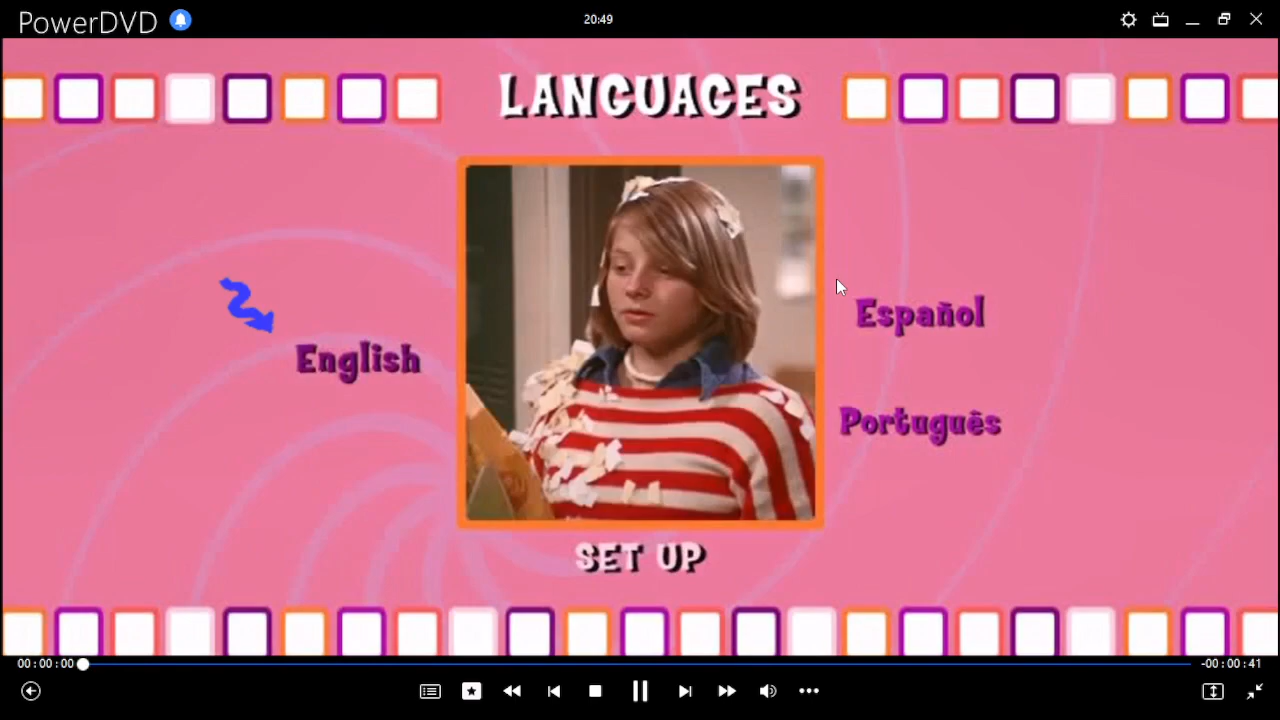 PowerDVD
20:49
LANGUAGES
English
Español
Português
SET UP
00:00:00
-00:00:41